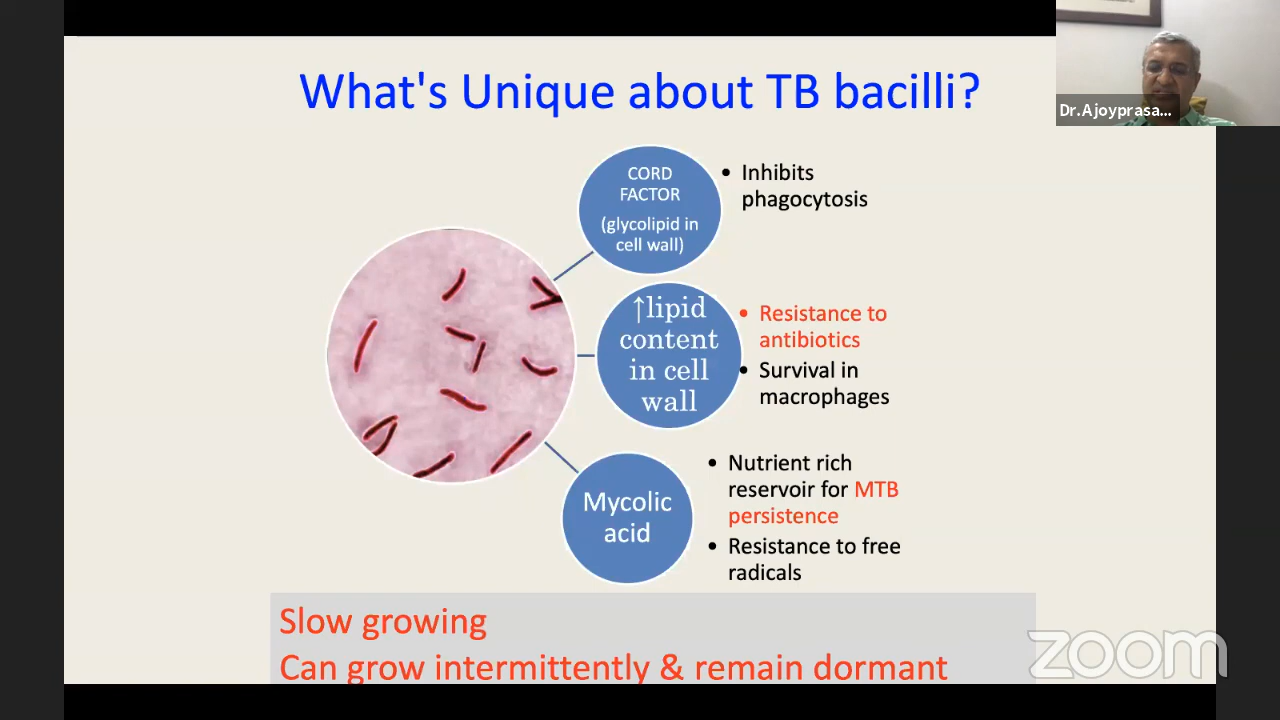 What's Unique about TB bacilli?
Dr.Ajoyprasa...
CORD
FACTOR
(glycolipid in
cell wall)
• Inhibits
phagocytosis
↑lipid
content
in cell
wall
• Resistance to
antibiotics
• Survival in
macrophages
Mycolic
acid
• Nutrient rich
reservoir for MTB
persistence
• Resistance to free
radicals
Slow growing
Can grow intermittently & remain dormant
zoom